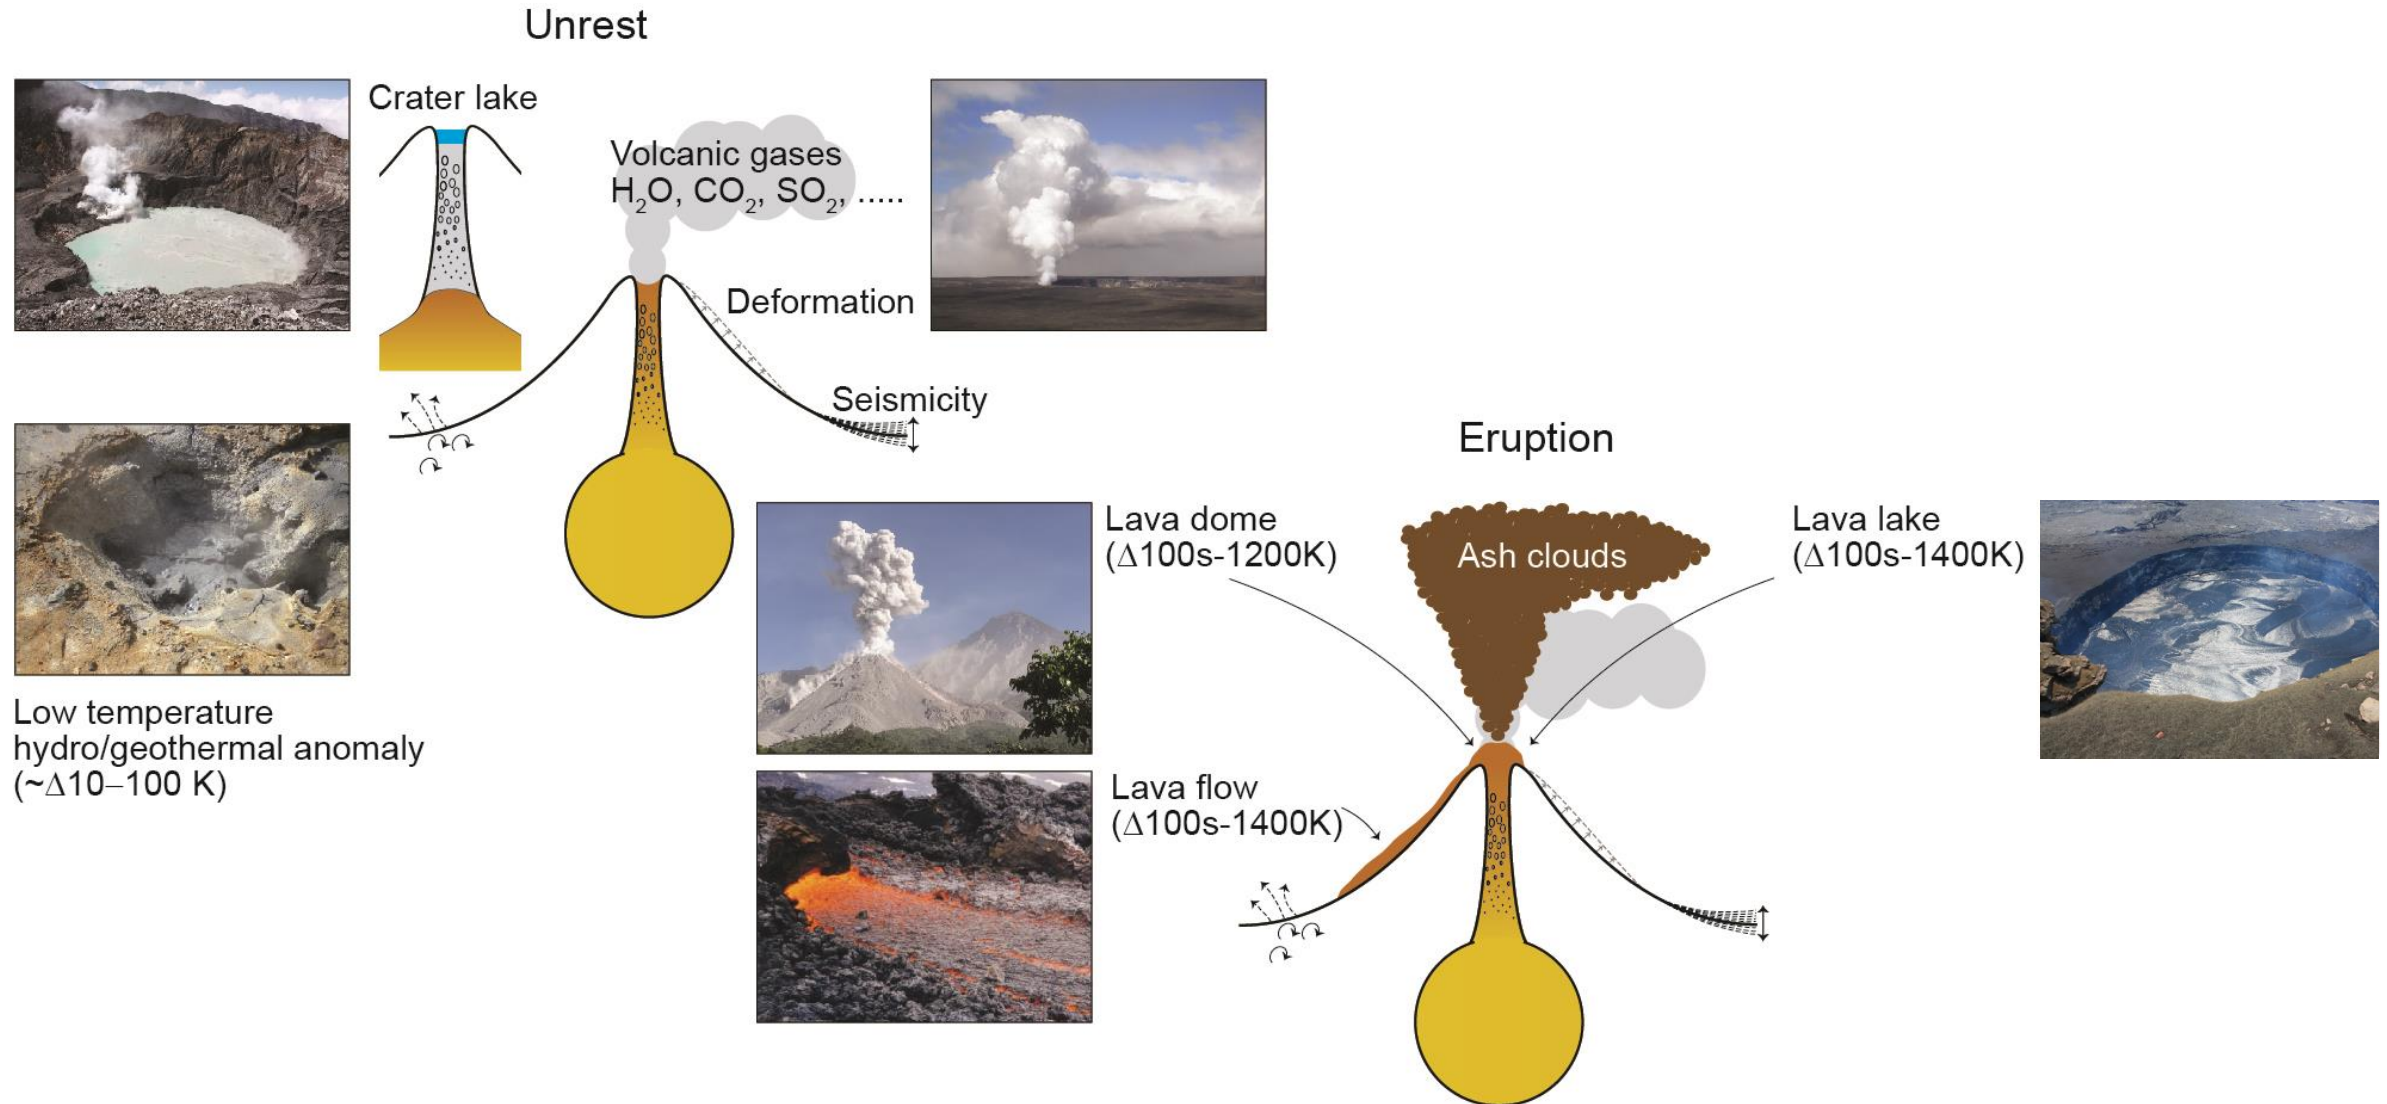 Unrest
Crater lake
Volcanic gases
H₂O, CO₂, SO₂, .....
Deformation
Seismicity
Low temperature
hydro/geothermal anomaly
(~Δ10–100 K)
Eruption
Lava dome
(Δ100s-1200K)
Ash clouds
Lava lake
(Δ100s-1400K)
Lava flow
(Δ100s-1400K)